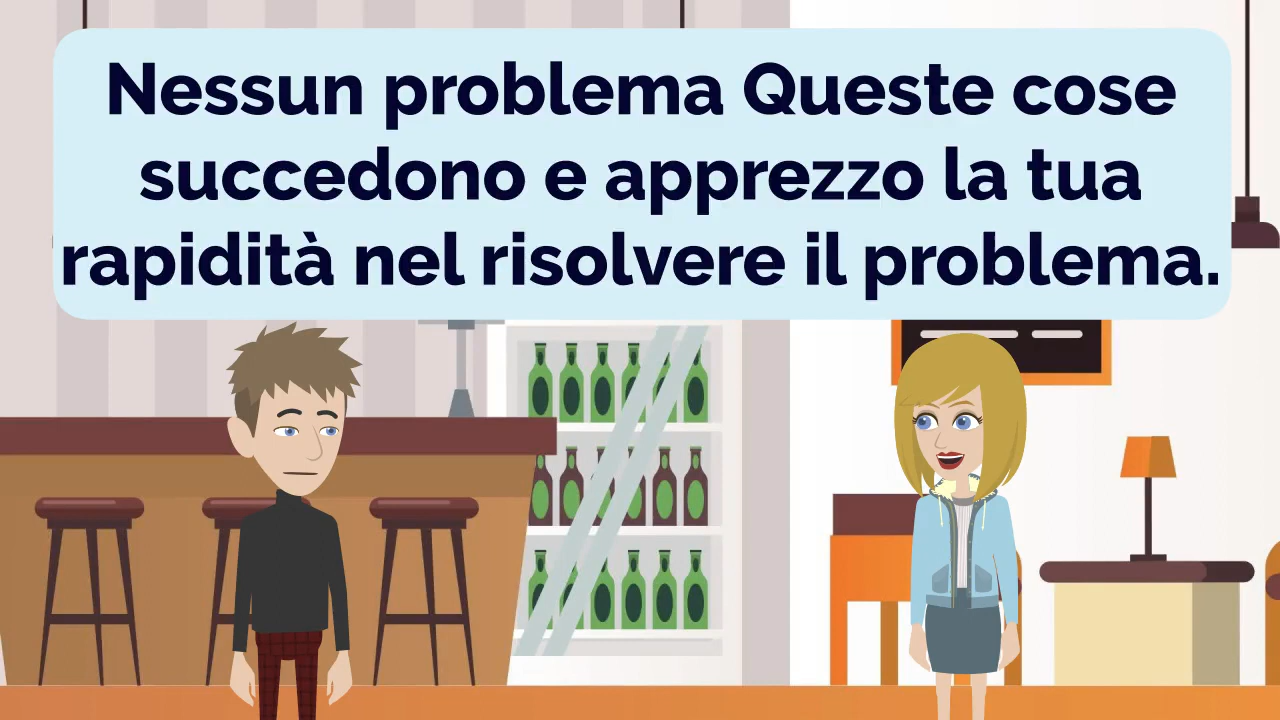 Nessun problema Queste cose
succedono e apprezzo la tua
rapidità nel risolvere il problema.